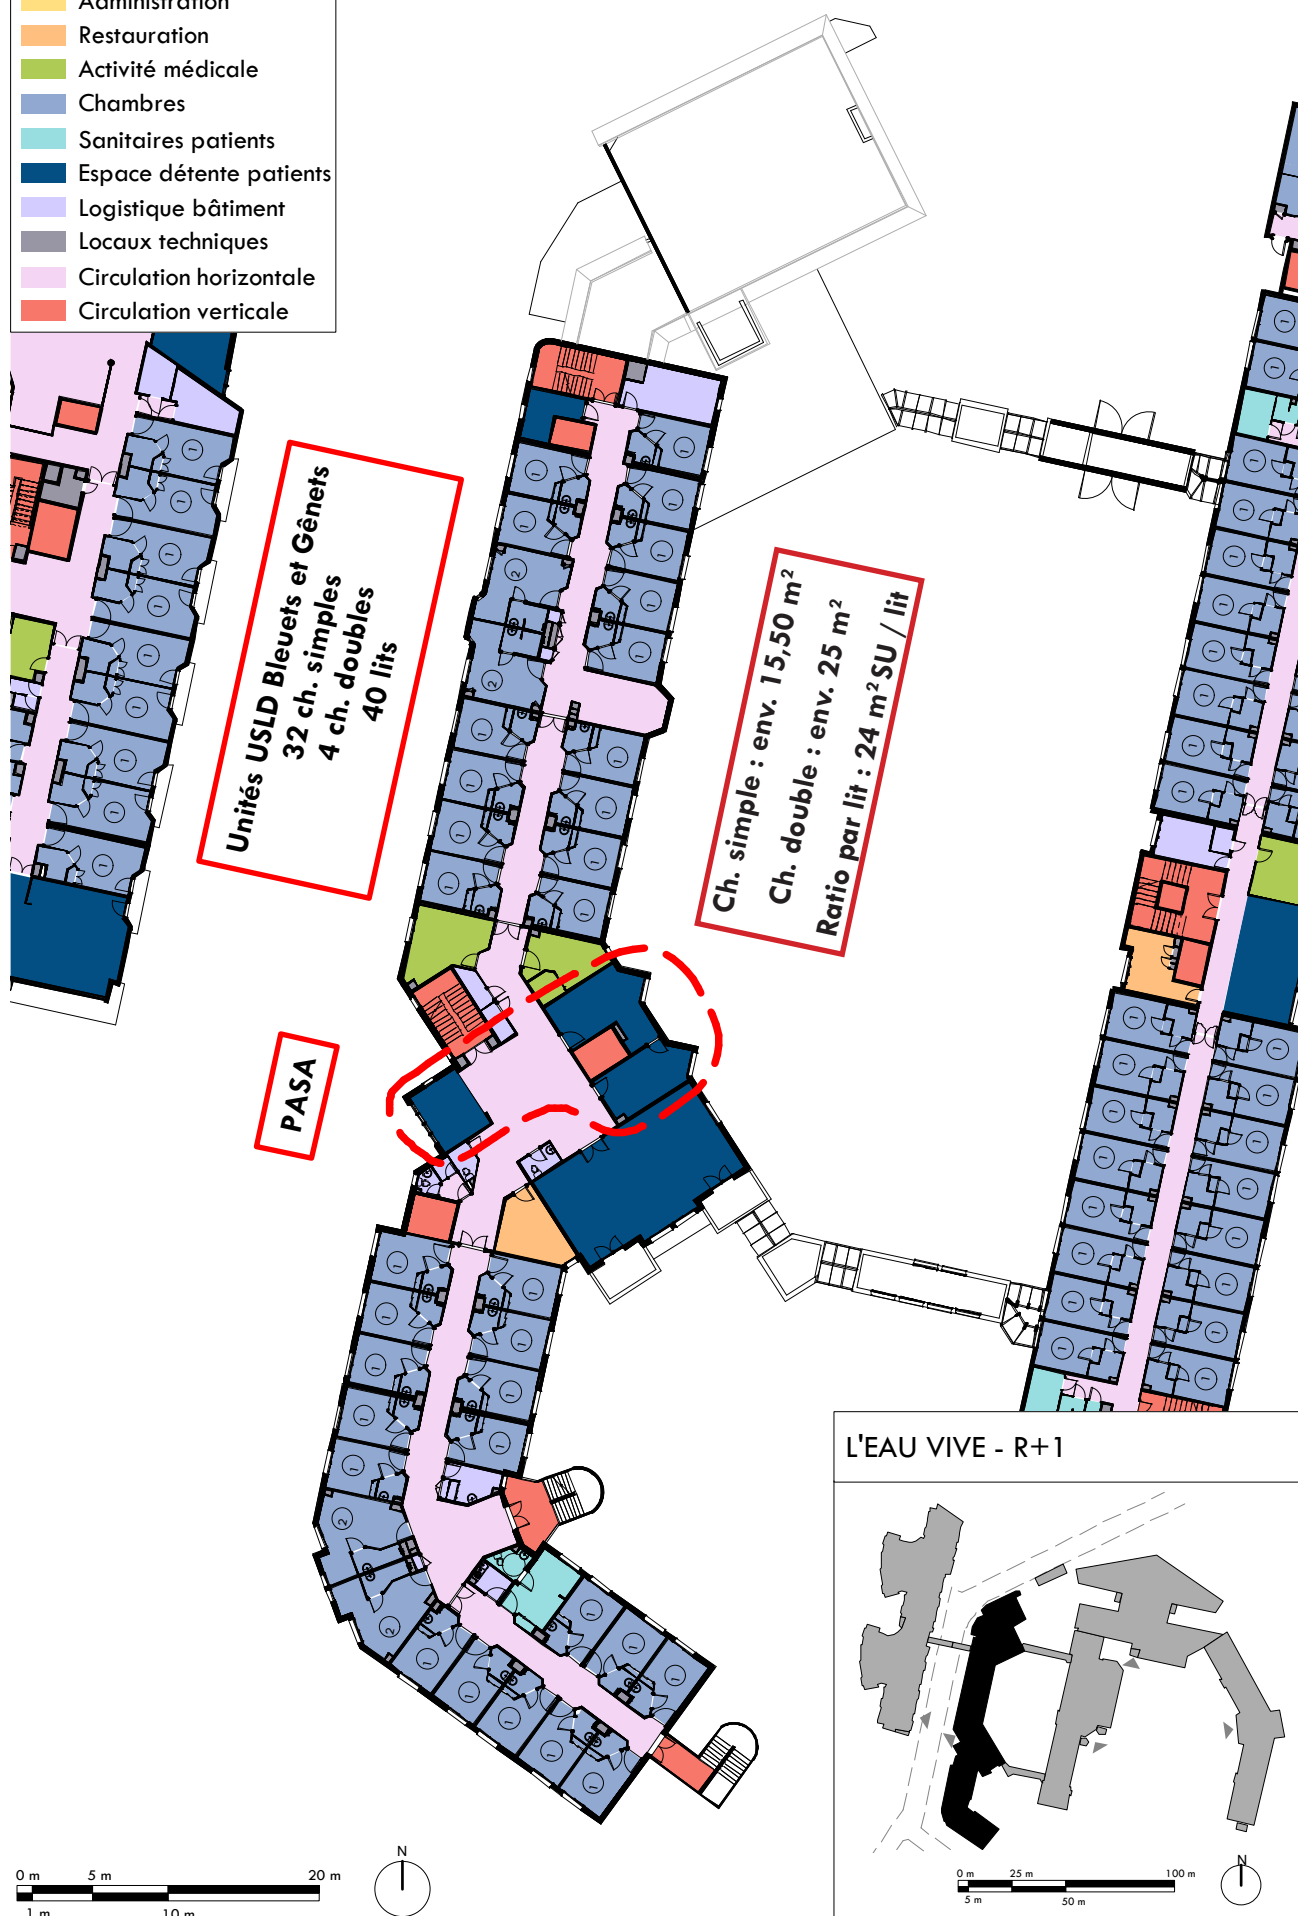 Administration
Restauration
Activité médicale
Chambres
Sanitaires patients
Espace détente patients
Logistique bâtiment
Locaux techniques
Circulation horizontale
Circulation verticale
Unités USLD Bleuets et Gênets
32 ch. simples
4 ch. doubles
40 lits
Ch. simple : env. 15,50 m²
Ch. double : env. 25 m²
Ratio par lit : 24 m² SU / lit
PASA
L'EAU VIVE - R+1
N
0 m 5 m 20 m
1 m 10 m
N
0 m 25 m 100 m
5 m 50 m